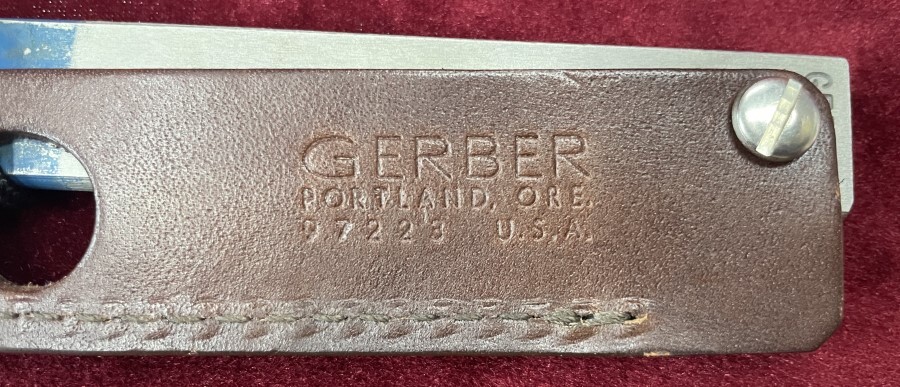 GERBER
PORTLAND, ORE.
97223 U.S.A.